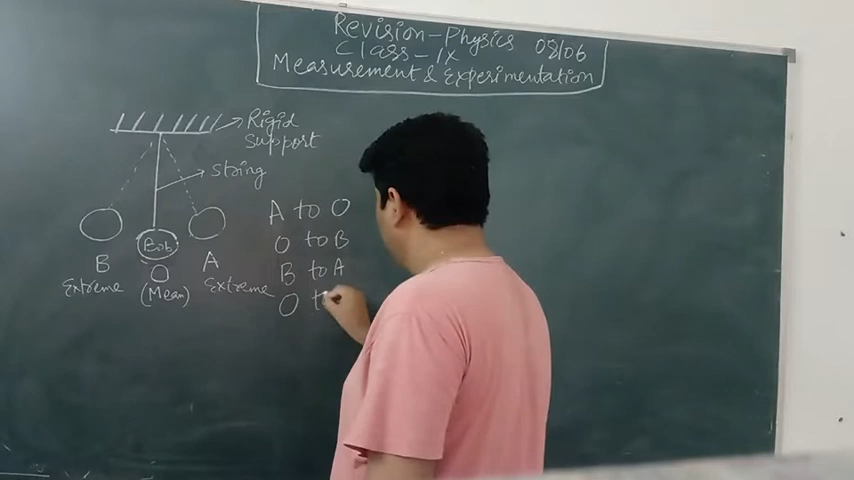 Revision-Physics 08/06
Class-IX
Measurement & Experimentation
Rigid
Support
string
Bob
B
O
A
Extreme
(Mean)
Extreme
A to O
O to B
B to A
O t